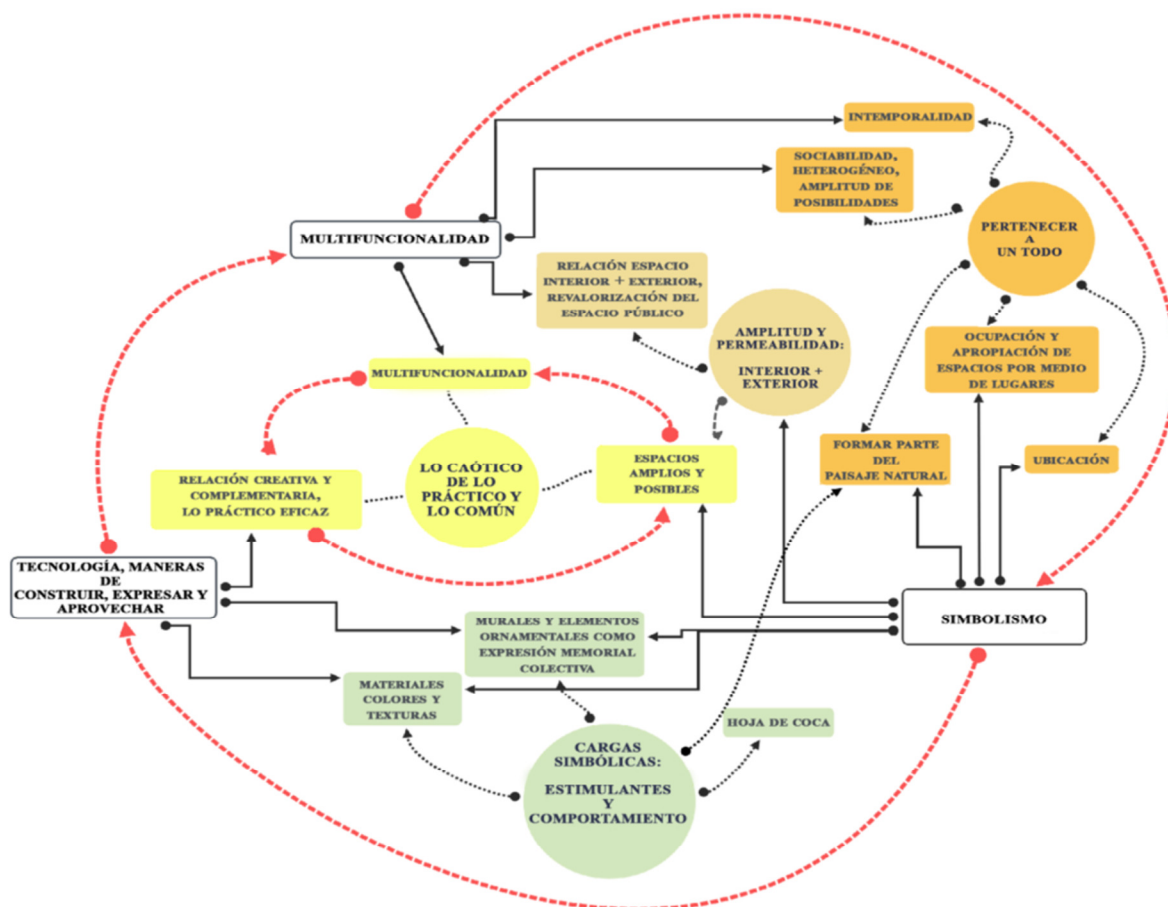 INTEMPORALIDAD
SOCIABILIDAD,
HETEROGÉNEO,
AMPLITUD DE
POSIBILIDADES
PERTENECER
A
UN TODO
MULTIFUNCIONALIDAD
RELACIÓN ESPACIO
INTERIOR + EXTERIOR,
REVALORIZACIÓN DEL
ESPACIO PÚBLICO
AMPLITUD Y
PERMEABILIDAD:
INTERIOR +
EXTERIOR
OCUPACIÓN Y
APROPIACIÓN DE
ESPACIOS POR MEDIO
DE LUGARES
MULTIFUNCIONALIDAD
FORMAR PARTE
DEL
PAISAJE NATURAL
UBICACIÓN
LO CAÓTICO
DE LO
PRÁCTICO Y
LO COMÚN
ESPACIOS
AMPLIOS Y
POSIBLES
RELACIÓN CREATIVA Y
COMPLEMENTARIA,
LO PRÁCTICO EFICAZ
TECNOLOGÍA, MANERAS
DE
CONSTRUIR, EXPRESAR Y
APROVECHAR
SIMBOLISMO
MURALES Y ELEMENTOS
ORNAMENTALES COMO
EXPRESIÓN MEMORIAL
COLECTIVA
MATERIALES
COLORES Y
TEXTURAS
HOJA DE COCA
CARGAS
SIMBÓLICAS:
ESTIMULANTES
Y
COMPORTAMIENTO